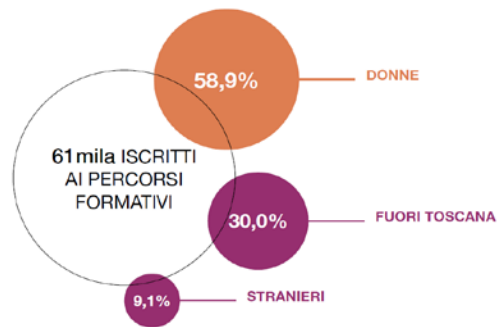 58,9%
DONNE
61mila ISCRITTI
AI PERCORSI
FORMATIVI
30,0%
FUORI TOSCANA
9,1%
STRANIERI